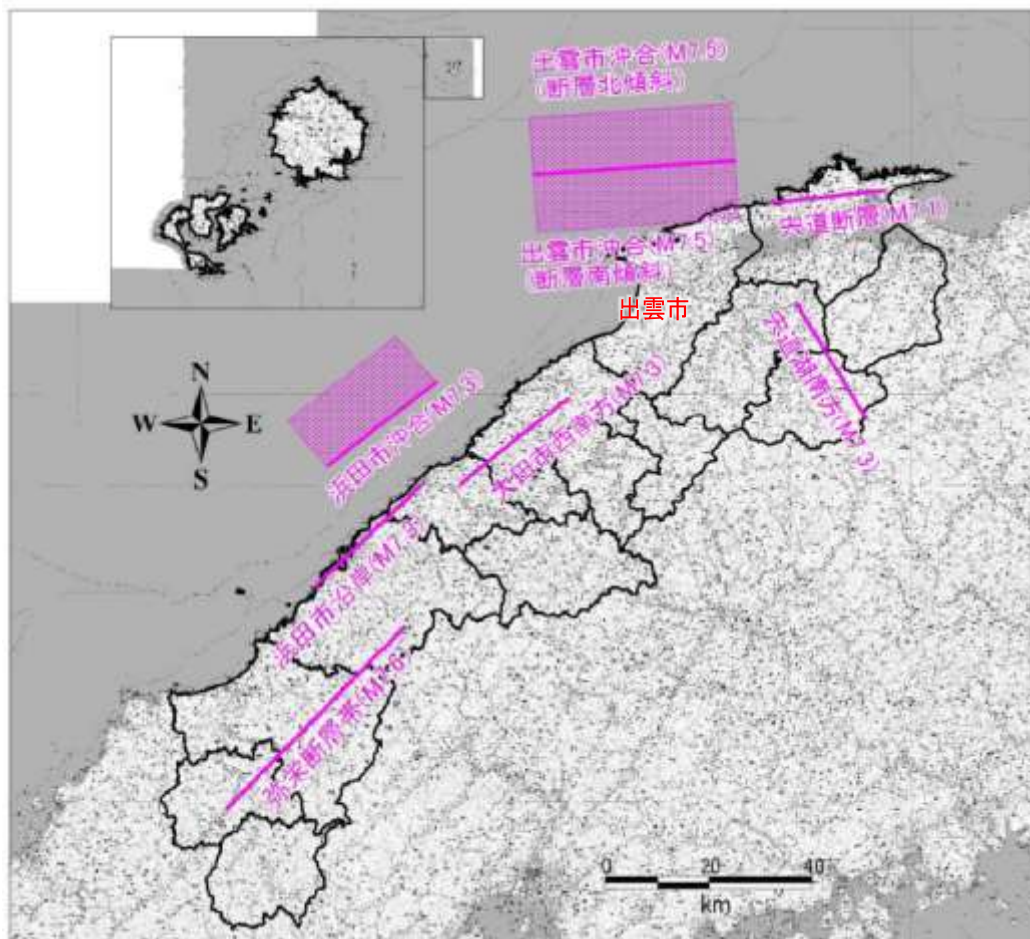 27
出雲市沖合(M7.5)
(断層北傾斜)
宍道断層(M7.1)
出雲市沖合(M7.5)
(断層南傾斜)
出雲市
宍道湖南方(M7.3)
N
W
E
S
浜田市沖合(M7.3)
大田市西南方(M7.3)
浜田市沿岸(M7.3)
弥栄断層帯(M7.6)
0 20 40
km